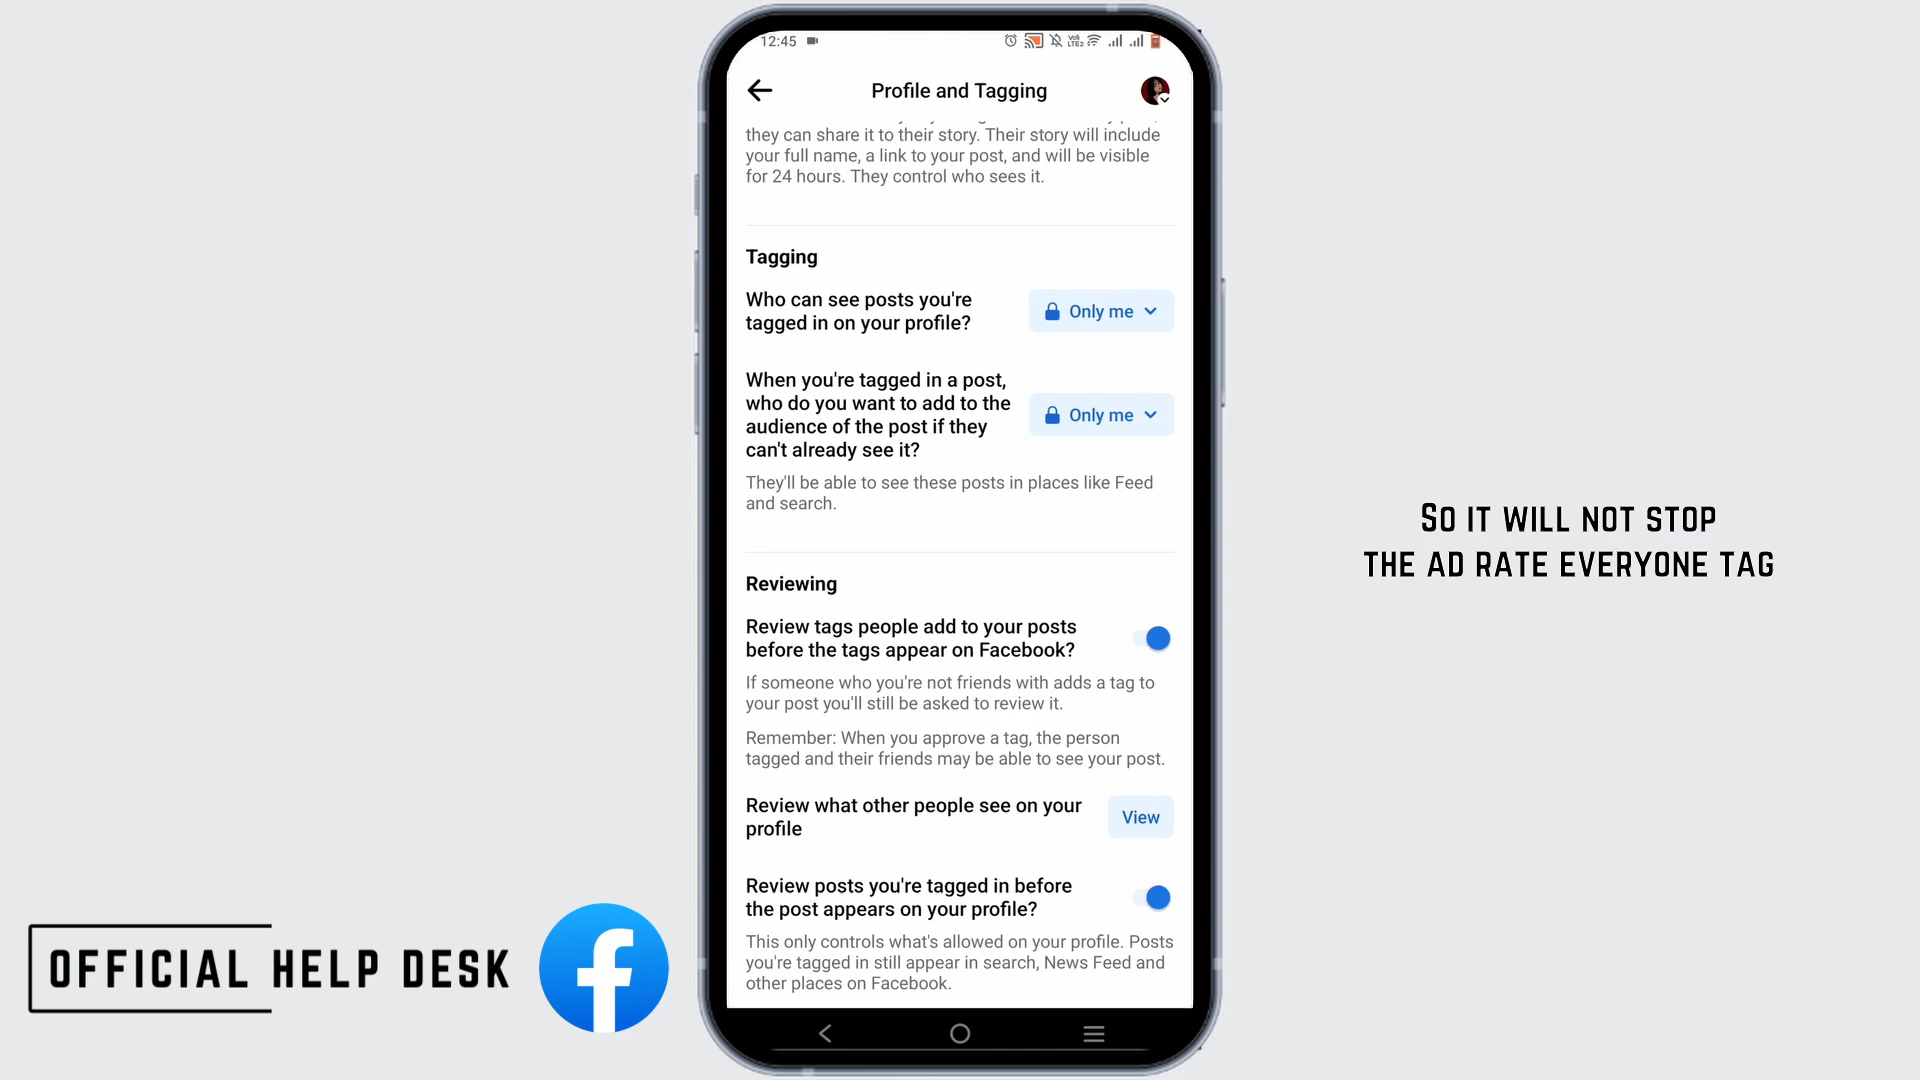 12:45
VoI
LTE2
Profile and Tagging
they can share it to their story. Their story will include
your full name, a link to your post, and will be visible
for 24 hours. They control who sees it.
Tagging
Who can see posts you're
tagged in on your profile?
Only me
When you're tagged in a post,
who do you want to add to the
audience of the post if they
can't already see it?
Only me
They'll be able to see these posts in places like Feed
and search.
Reviewing
Review tags people add to your posts
before the tags appear on Facebook?
If someone who you're not friends with adds a tag to
your post you'll still be asked to review it.
Remember: When you approve a tag, the person
tagged and their friends may be able to see your post.
Review what other people see on your
profile
View
Review posts you're tagged in before
the post appears on your profile?
This only controls what's allowed on your profile. Posts
you're tagged in still appear in search, News Feed and
other places on Facebook.
So it will not stop
the ad rate everyone tag
OFFICIAL HELP DESK